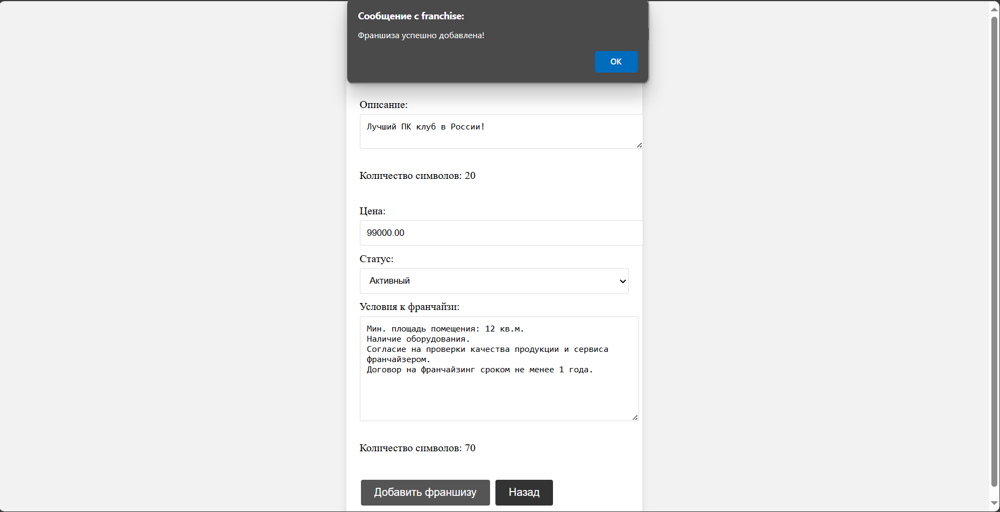 Сообщение с franchise:
Франшиза успешно добавлена!
ОК
Описание:
Лучший ПК клуб в России!
Количество символов: 20
Цена:
99000.00
Статус:
Активный
Условия к франчайзи:
Мин. площадь помещения: 12 кв.м.
Наличие оборудования.
Согласие на проверки качества продукции и сервиса
франчайзером.
Договор на франчайзинг сроком не менее 1 года.
Количество символов: 70
Добавить франшизу
Назад